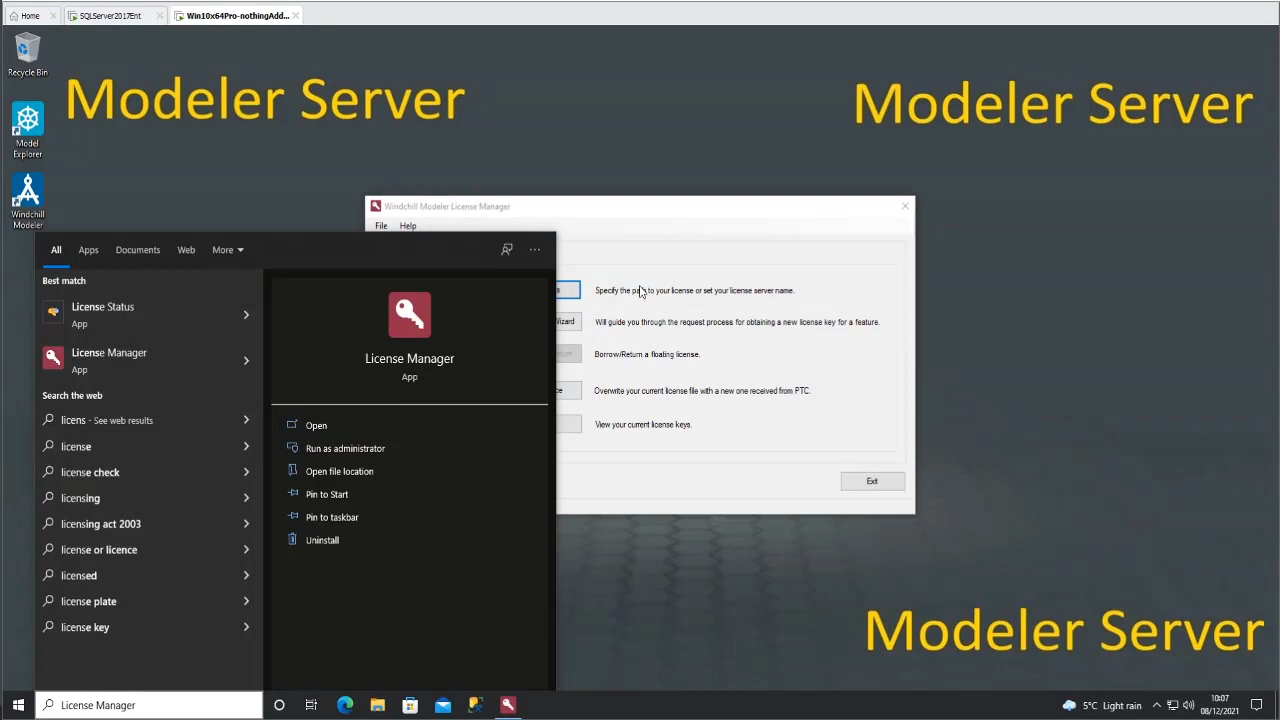 Home
SQLServer2017Ent
Win10x64Pro-nothingAdd...
Recycle Bin
Modeler Server
Modeler Server
Model
Explorer
Windchill
Modeler
Windchill Modeler License Manager
File Help
All Apps Documents Web More
Best match
License Status
App
License Manager
App
Search the web
licens - See web results
license
license check
licensing
licensing act 2003
license or licence
licensed
license plate
license key
License Manager
App
Open
Run as administrator
Open file location
Pin to Start
Pin to taskbar
Uninstall
Specify the path to your license or set your license server name.
Will guide you through the request process for obtaining a new license key for a feature.
Borrow/Return a floating license.
Overwrite your current license file with a new one received from PTC.
View your current license keys.
Exit
Modeler Server
License Manager
5°C Light rain
10:07
08/12/2021